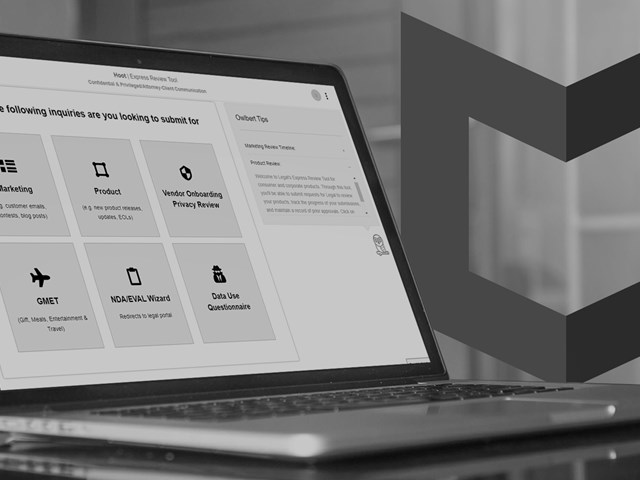 Hoot | Express Review Tool
Confidential & Privileged/Attorney-Client Communication
e following inquiries are you looking to submit for
Marketing
g. customer emails,
ontests, blog posts)
Product
(e.g. new product releases,
updates, EOLs)
Vendor Onboarding
Privacy Review
GMET
(Gift, Meals, Entertainment &
Travel)
NDA/EVAL Wizard
Redirects to legal portal
Data Use
Questionnaire
Owlbert Tips
Marketing Review Timeline
Product Review
Welcome to Legal's Express Review Tool for
consumer and corporate products. Through this tool,
you'll be able to submit requests for Legal to review
your products, track the progress of your submissions,
and maintain a record of your approvals. Click on